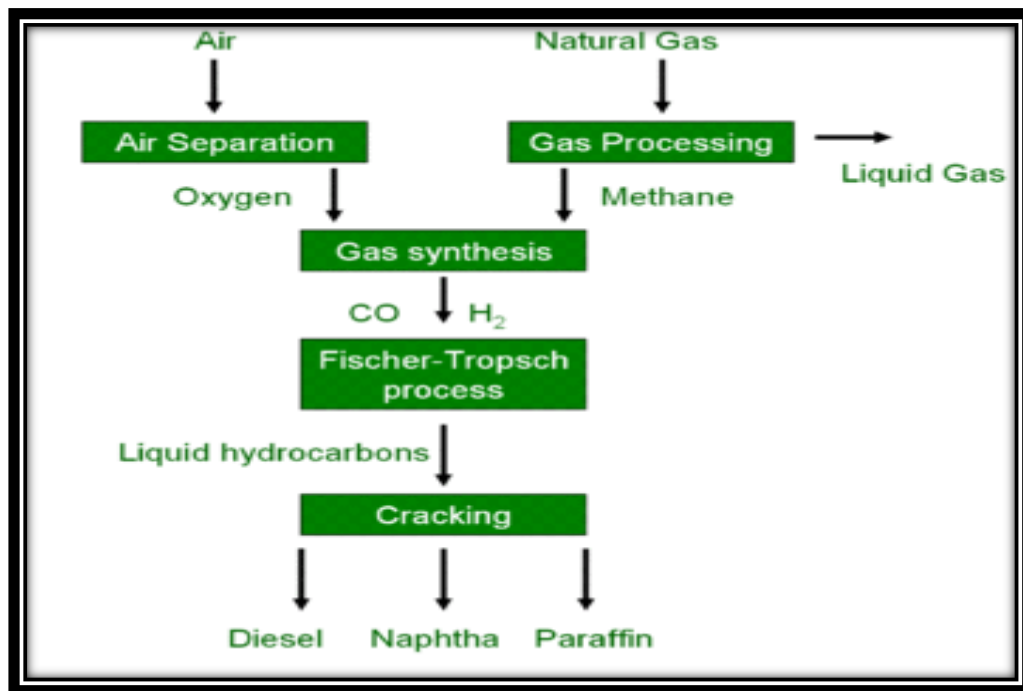 Air
Natural Gas
Air Separation
Gas Processing
Liquid Gas
Oxygen
Methane
Gas synthesis
CO
H₂
Fischer-Tropsch
process
Liquid hydrocarbons
Cracking
Diesel
Naphtha
Paraffin